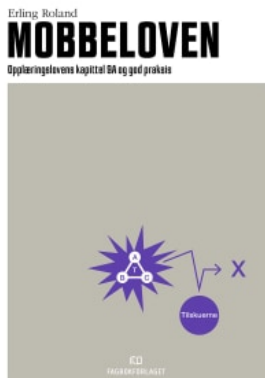 Erling Roland
MOBBELOVEN
Opplæringslovens kapittel 9A og god praksis
A
T
B C
X
Tilskuerne
FAGBOKFORLAGET